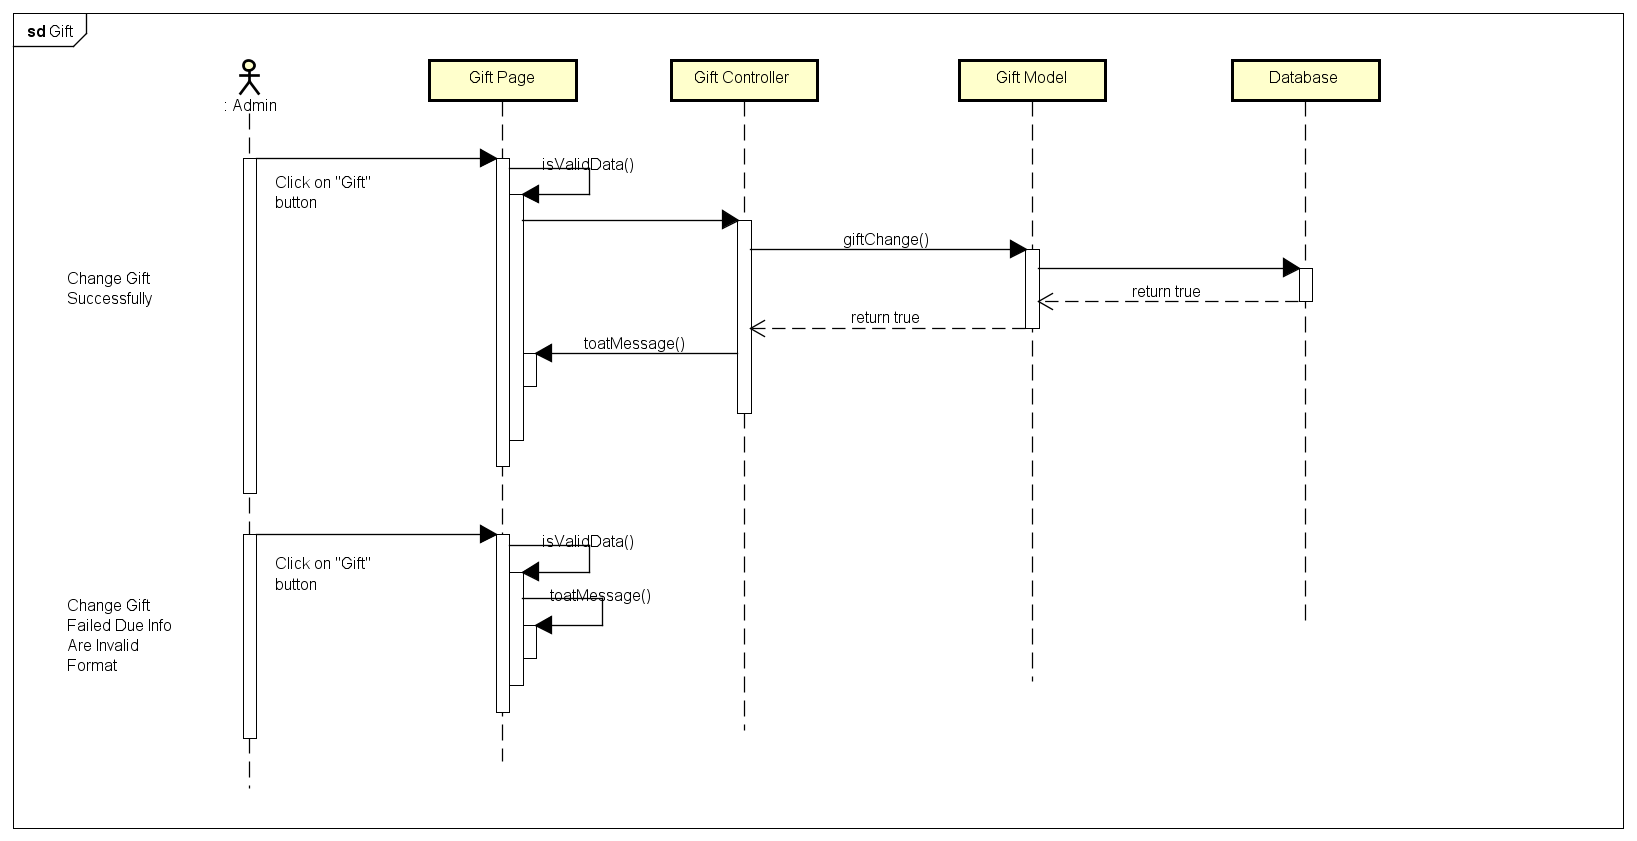 sd Gift
: Admin
Gift Page
Gift Controller
Gift Model
Database
isValidData()
Click on "Gift"
button
giftChange()
Change Gift
Successfully
return true
return true
toatMessage()
isValidData()
Click on "Gift"
button
toatMessage()
Change Gift
Failed Due Info
Are Invalid
Format